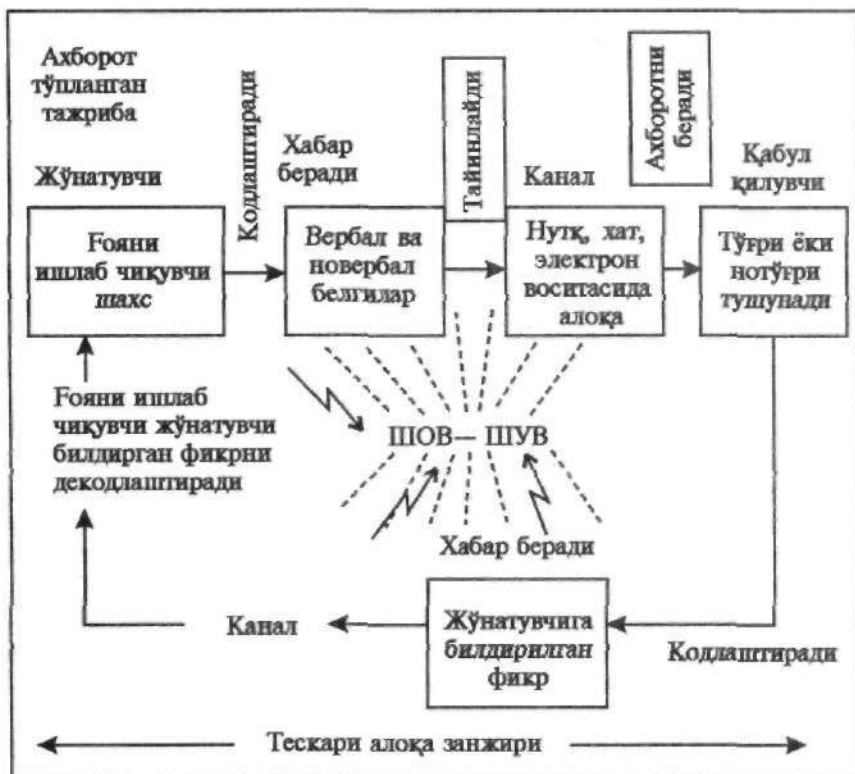 Ахборот
тўпланган
тажриба
Жўнатувчи
Кодлаштиради
Хабар
беради
Тайинлайди
Канал
Ахборотни
беради
Қабул
қилувчи
Ғояни
ишлаб чиқувчи
шахс
Вербал ва
новербал
белгилар
Нутқ, хат,
электрон
воситасида
алоқа
Тўғри ёки
нотўғри
тушунади
Ғояни ишлаб
чиқувчи жўнатувчи
билдирган фикрни
декодлаштиради
ШОВ— ШУВ
Хабар беради
Канал
Жўнатувчига
билдирилган
фикр
Кодлаштиради
Тескари алоқа занжири